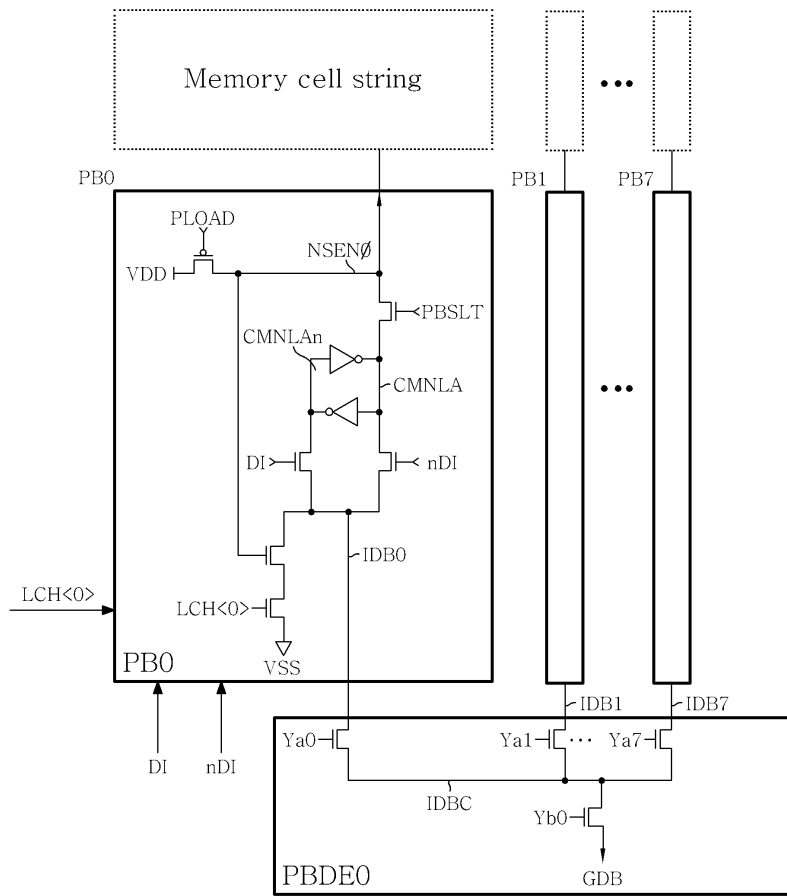 Memory cell string
•••
PB0
PB1
PB7
PLOAD
VDD
NSENØ
PBSLT
CMNLAn
CMNLA
•••
DI
nDI
IDB0
LCH<0>
LCH<0>
VSS
PB0
IDB1
IDB7
DI
nDI
Ya0
Ya1
...
Ya7
IDBC
Yb0
PBDE0
GDB